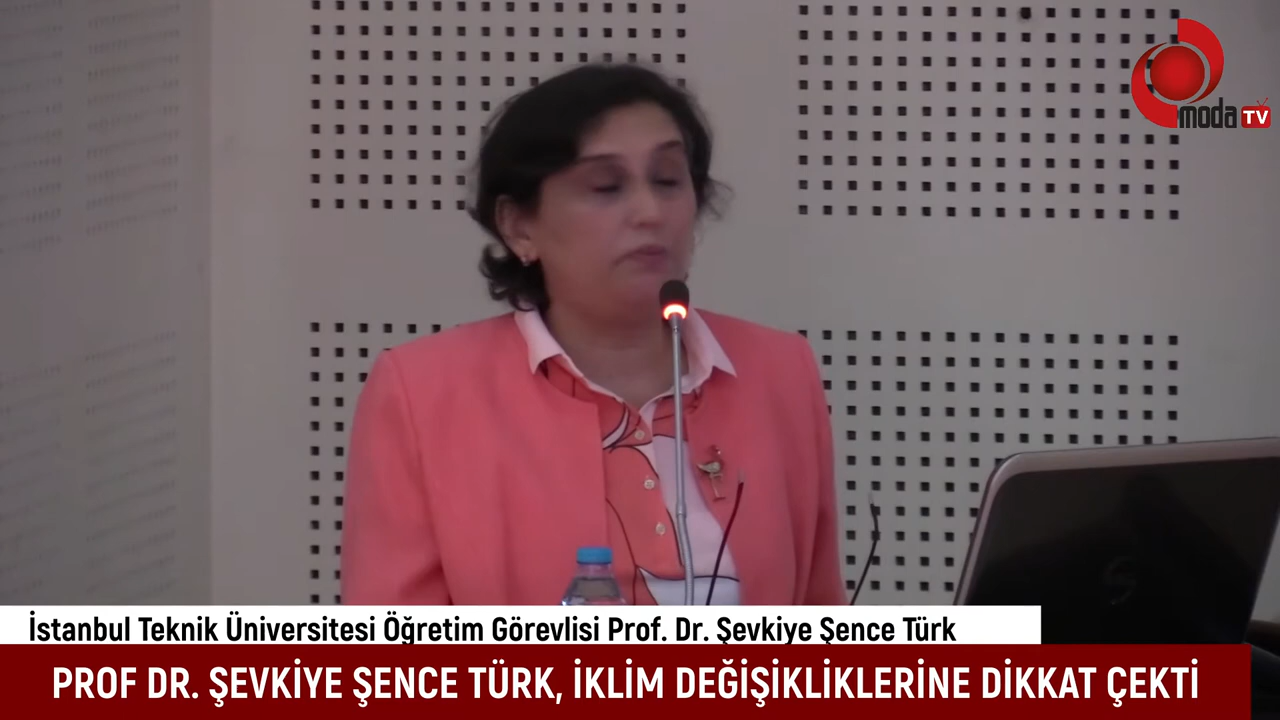 moda TV
İstanbul Teknik Üniversitesi Öğretim Görevlisi Prof. Dr. Şevkiye Şence Türk
PROF DR. ŞEVKİYE ŞENCE TÜRK, İKLİM DEĞİŞİKLİKLERİNE DİKKAT ÇEKTİ